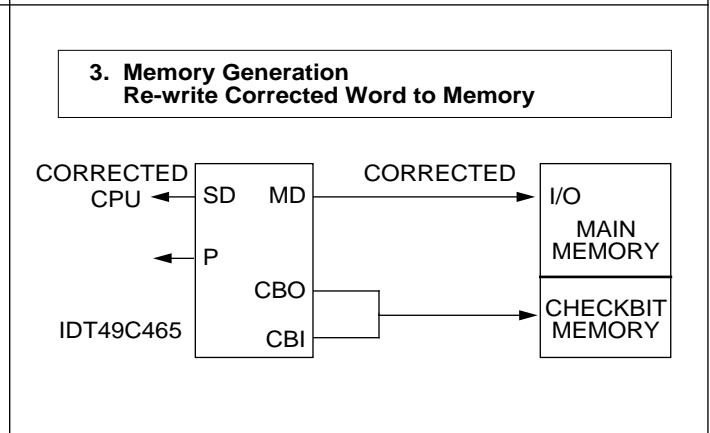 3. Memory Generation
Re-write Corrected Word to Memory
CORRECTED
CPU
SD
MD
CORRECTED
I/O
MAIN
MEMORY
P
CBO
CBI
CHECKBIT
MEMORY
IDT49C465